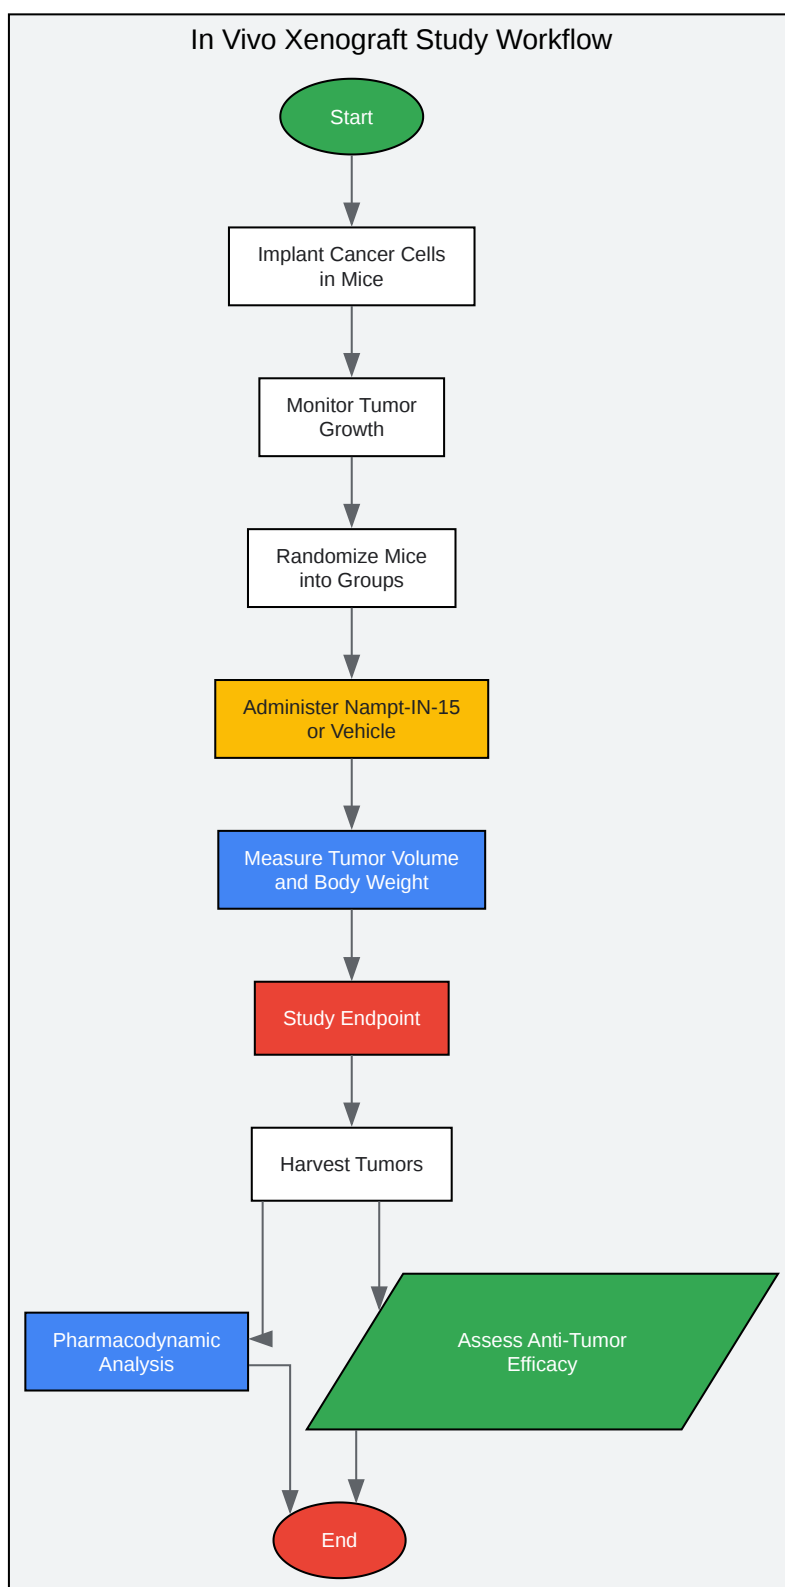 In Vivo Xenograft Study Workflow
Start
Implant Cancer Cells
in Mice
Monitor Tumor
Growth
Randomize Mice
into Groups
Administer Nampt-IN-15
or Vehicle
Measure Tumor Volume
and Body Weight
Study Endpoint
Harvest Tumors
Pharmacodynamic
Analysis
Assess Anti-Tumor
Efficacy
End